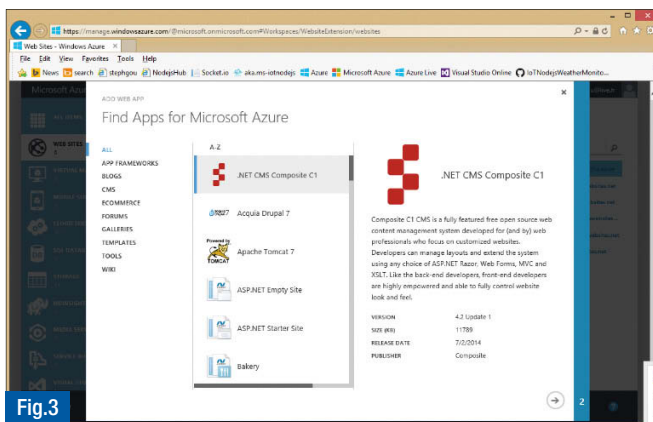 https://manage.windowsazure.com/@microsoft.onmicrosoft.com#Workspaces/WebsiteExtension/websites
Web Sites - Windows Azure
File Edit View Favorites Tools Help
News search stephgou NodejsHub Socket.io aka.ms-iotnodejs Azure Microsoft Azure Azure Live Visual Studio Online IoTNodejsWeatherMonito...
Microsoft Azure
ADD WEB APP
Find Apps for Microsoft Azure
ALL ITEMS
WEB SITES
ALL
APP FRAMEWORKS
BLOGS
CMS
ECOMMERCE
FORUMS
GALLERIES
TEMPLATES
TOOLS
WIKI
A-Z
.NET CMS Composite C1
Acquia Drupal 7
Powered by
TOMCAT
Apache Tomcat 7
ASP.NET Empty Site
ASP.NET Starter Site
Bakery
.NET CMS Composite C1
Composite C1 CMS is a fully featured free open source web
content management system developed for (and by) web
professionals who focus on customized websites.
Developers can manage layouts and extend the system
using any choice of ASP.NET Razor, Web Forms, MVC and
XSLT. Like the back-end developers, front-end developers
are highly empowered and able to fully control website
look and feel.
VERSION 4.2 Update 1
SIZE (KB) 11789
RELEASE DATE 7/2/2014
PUBLISHER Composite
2
Fig.3